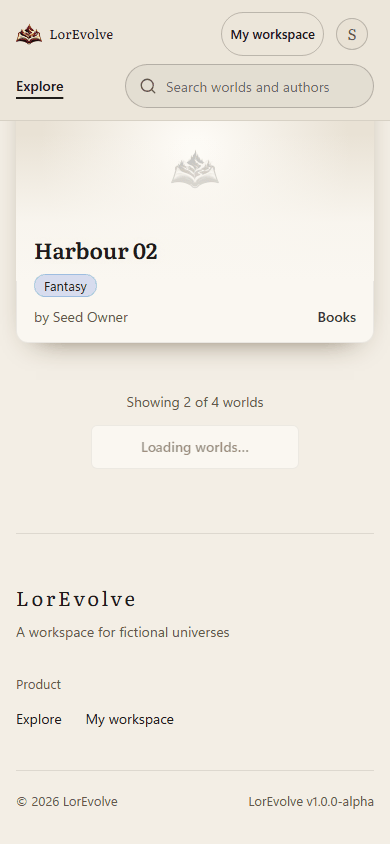 LorEvolve
My workspace
S
Explore
Search worlds and authors
Harbour 02
Fantasy
by Seed Owner
Books
Showing 2 of 4 worlds
Loading worlds...
LorEvolve
A workspace for fictional universes
Product
Explore
My workspace
© 2026 LorEvolve
LorEvolve v1.0.0-alpha